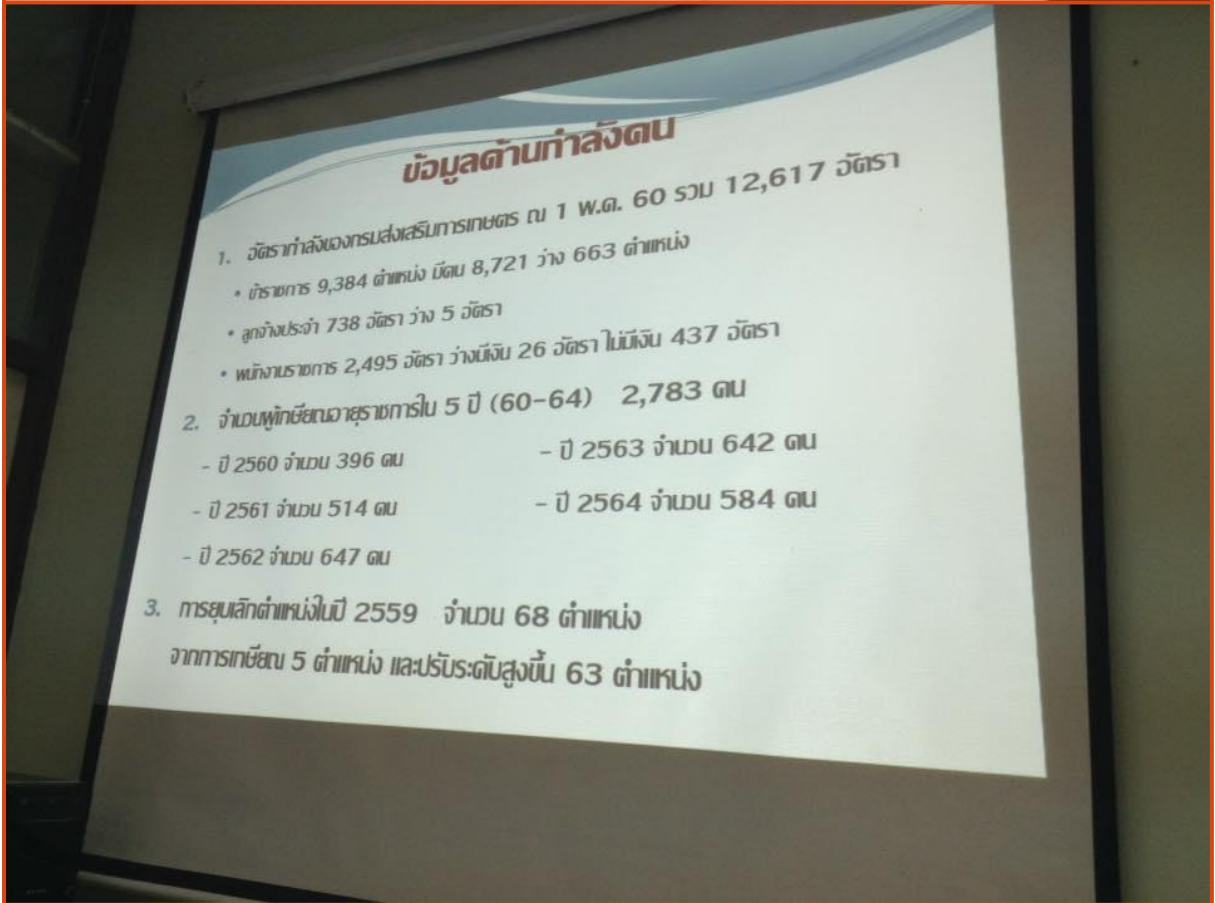 ข้อมูลด้านกำลังคน
1. อัตรากำลังของกรมส่งเสริมการเกษตร ณ 1 พ.ค. 60 รวม 12,617 อัตรา
• ข้าราชการ 9,384 ตำแหน่ง มีคน 8,721 ว่าง 663 ตำแหน่ง
• ลูกจ้างประจำ 738 อัตรา ว่าง 5 อัตรา
• พนักงานราชการ 2,495 อัตรา ว่างมีเงิน 26 อัตรา ไม่มีเงิน 437 อัตรา
2. จำนวนผู้เกษียณอายุราชการใน 5 ปี (60-64) 2,783 คน
- ปี 2560 จำนวน 396 คน - ปี 2563 จำนวน 642 คน
- ปี 2561 จำนวน 514 คน - ปี 2564 จำนวน 584 คน
- ปี 2562 จำนวน 647 คน
3. การยุบเลิกตำแหน่งในปี 2559 จำนวน 68 ตำแหน่ง
จากการเกษียณ 5 ตำแหน่ง และปรับระดับสูงขึ้น 63 ตำแหน่ง